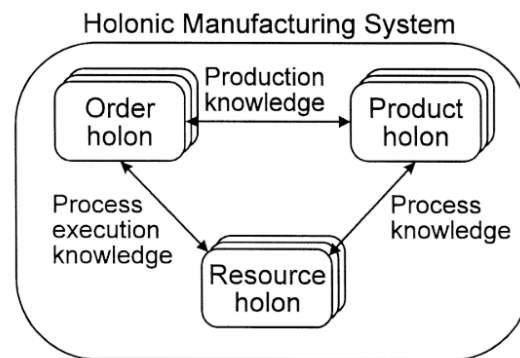 Holonic Manufacturing System
Order
holon
Production
knowledge
Product
holon
Process
execution
knowledge
Process
knowledge
Resource
holon